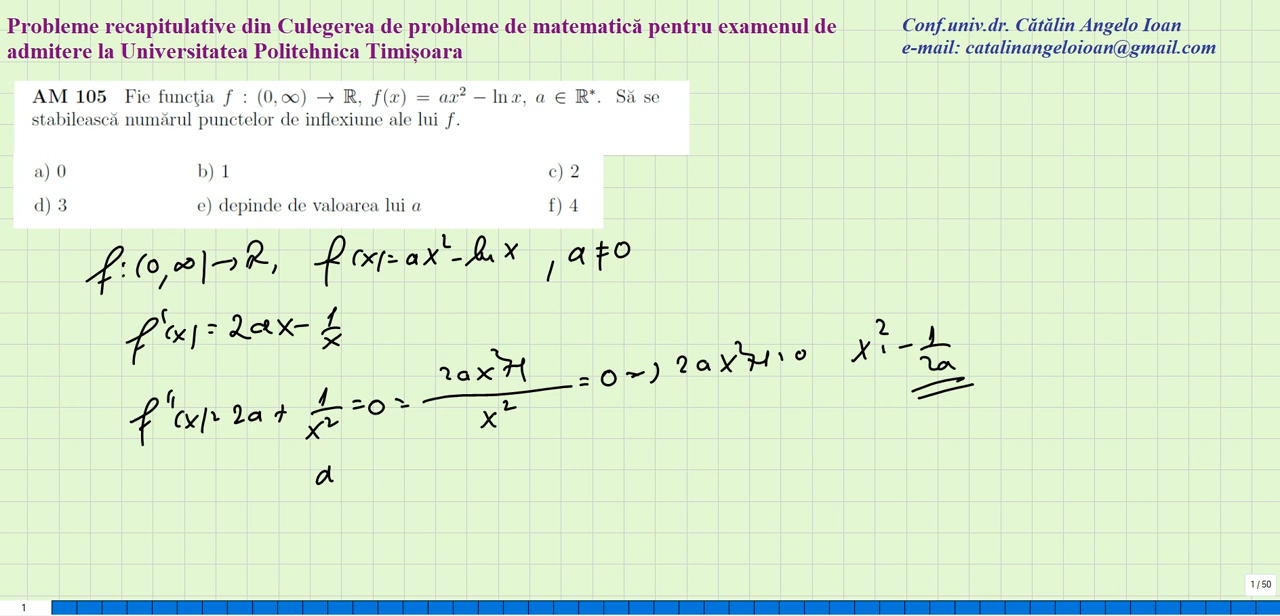 Probleme recapitulative din Culegerea de probleme de matematică pentru examenul de
admitere la Universitatea Politehnica Timișoara
Conf.univ.dr. Cătălin Angelo Ioan
e-mail: catalinangeloioan@gmail.com
AM 105 Fie funcţia f : (0, ∞) → ℝ, f(x) = ax² − ln x, a ∈ ℝ*. Să se
stabilească numărul punctelor de inflexiune ale lui f.
a) 0 b) 1 c) 2
d) 3 e) depinde de valoarea lui a f) 4
f:(0,∞)→R, f(x)=ax²-ln x, a≠0
f'(x)=2ax-1/x
f''(x)=2a+1/x²=0=(2ax²+1)/x²=0→2ax²+1=0 x²=-1/2a
a
1/50
1